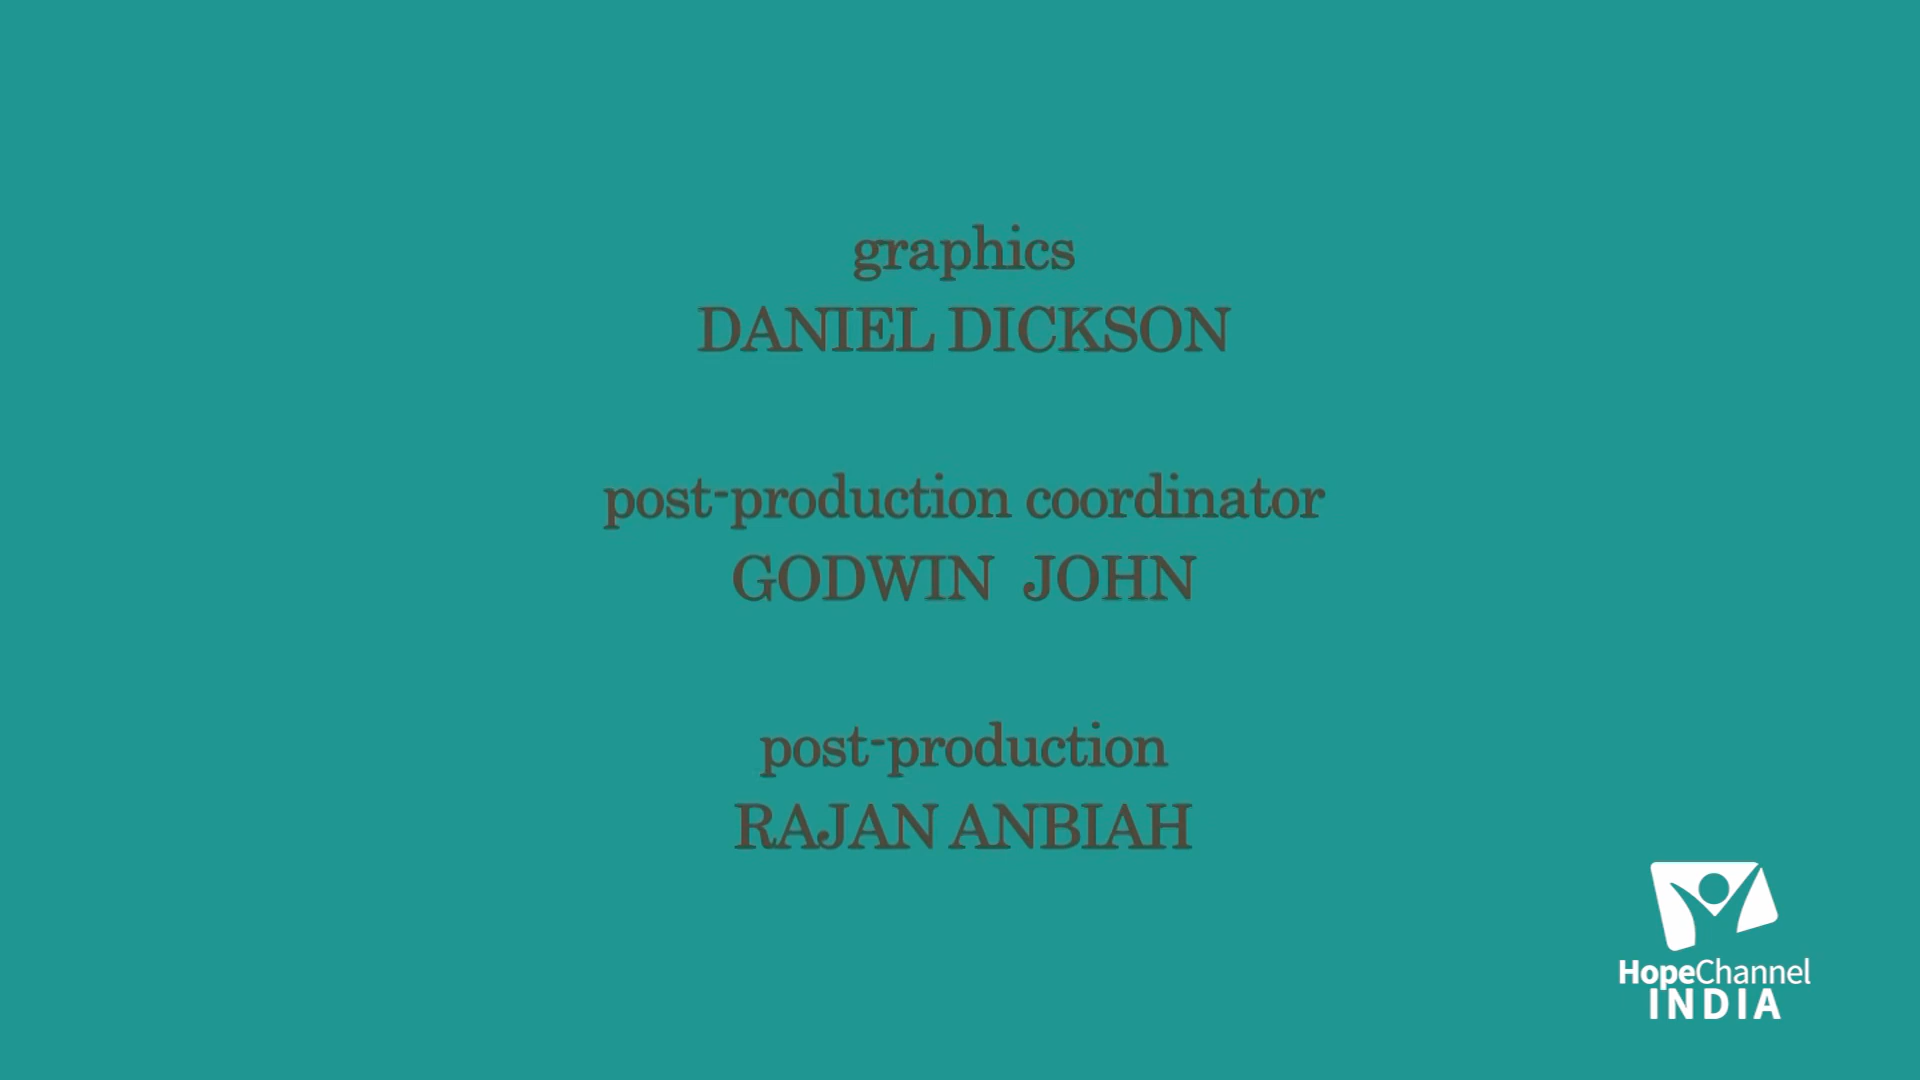 graphics
DANIEL DICKSON
post-production coordinator
GODWIN JOHN
post-production
RAJAN ANBIAH
HopeChannel
INDIA